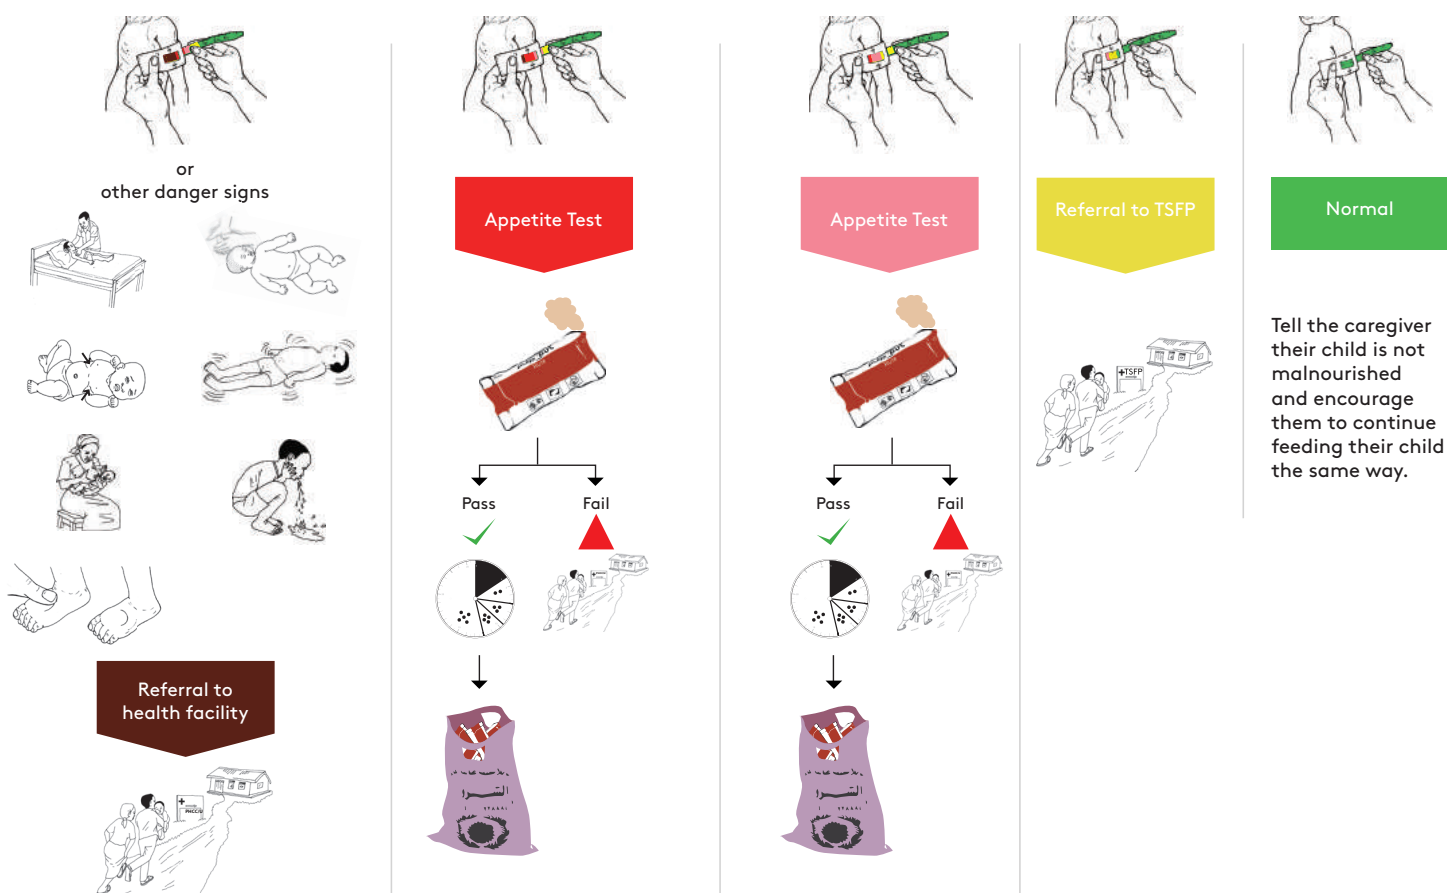 or
other danger signs
Referral to
health facility
PHCC/U
Appetite Test
Pass
Fail
Appetite Test
Pass
Fail
Referral to TSFP
+TSFP
Normal
Tell the caregiver
their child is not
malnourished
and encourage
them to continue
feeding their child
the same way.